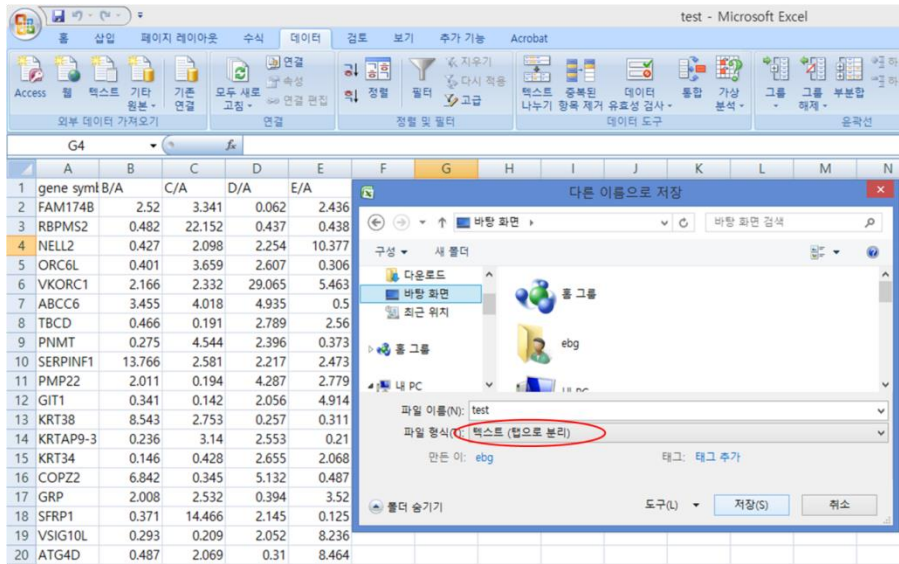 test - Microsoft Excel
홈 삽입 페이지 레이아웃 수식 데이터 검토 보기 추가 기능 Acrobat
Access 웹 텍스트 기타 원본 기존 연결 모두 새로 고침 연결 속성 연결 편집 정렬 필터 지우기 다시 적용 고급 텍스트 나누기 중복된 항목 제거 데이터 유효성 검사 통합 가상 분석 그룹 그룹 해제 부분합
외부 데이터 가져오기 연결 정렬 및 필터 데이터 도구 윤곽선
G4 fx
A B C D E F G H I J K L M N
1 gene syml B/A C/A D/A E/A
2 FAM174B 2.52 3.341 0.062 2.436
3 RBPMS2 0.482 22.152 0.437 0.438
4 NELL2 0.427 2.098 2.254 10.377
5 ORC6L 0.401 3.659 2.607 0.306
6 VKORC1 2.166 2.332 29.065 5.463
7 ABCC6 3.455 4.018 4.935 0.5
8 TBCD 0.466 0.191 2.789 2.56
9 PNMT 0.275 4.544 2.396 0.373
10 SERPINF1 13.766 2.581 2.217 2.473
11 PMP22 2.011 0.194 4.287 2.779
12 GIT1 0.341 0.142 2.056 4.914
13 KRT38 8.543 2.753 0.257 0.311
14 KRTAP9-3 0.236 3.14 2.553 0.21
15 KRT34 0.146 0.428 2.655 2.068
16 COPZ2 6.842 0.345 5.132 0.487
17 GRP 2.008 2.532 0.394 3.52
18 SFRP1 0.371 14.466 2.145 0.125
19 VSIG10L 0.293 0.209 2.052 8.236
20 ATG4D 0.487 2.069 0.31 8.464
다른 이름으로 저장
바탕 화면 바탕 화면 검색
구성 새 폴더
다운로드
바탕 화면
최근 위치
홈 그룹
내 PC
홈 그룹
ebg
파일 이름(N): test
파일 형식(T): 텍스트 (탭으로 분리)
만든 이: ebg 태그: 태그 추가
폴더 숨기기 도구(L) 저장(S) 취소